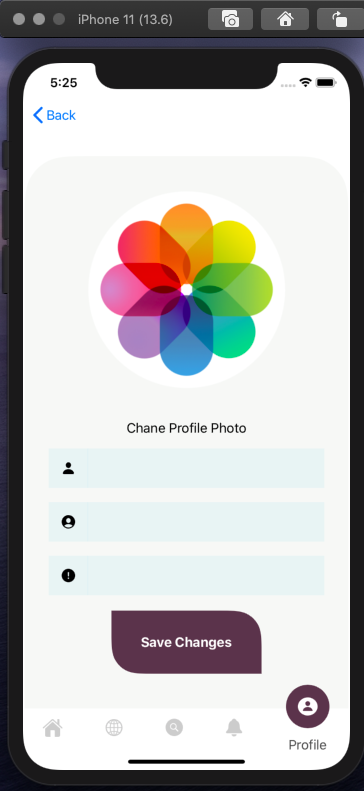 iPhone 11 (13.6)
5:25
Back
Chane Profile Photo
Save Changes
Profile